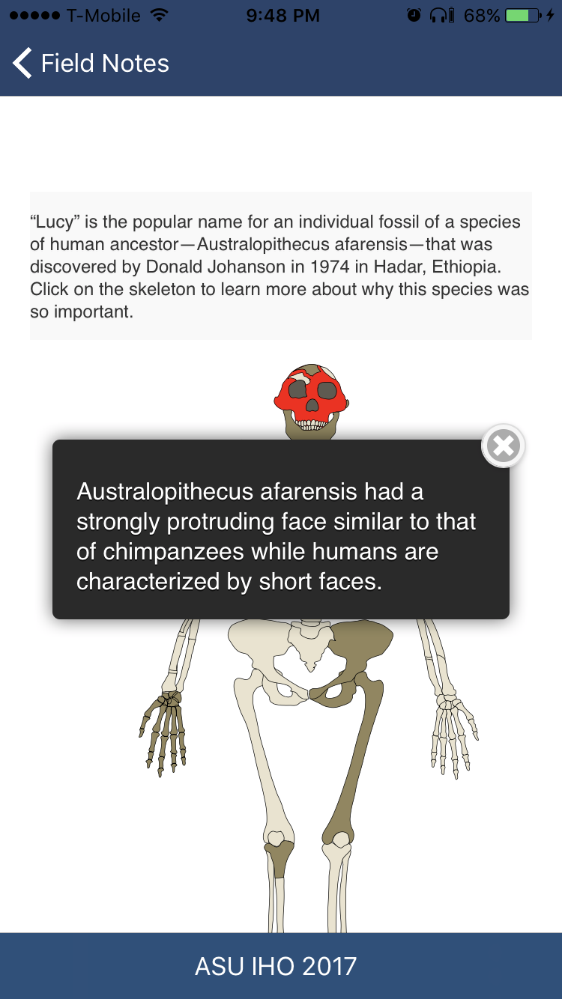 T-Mobile 9:48 PM 68%
Field Notes
“Lucy” is the popular name for an individual fossil of a species
of human ancestor—Australopithecus afarensis—that was
discovered by Donald Johanson in 1974 in Hadar, Ethiopia.
Click on the skeleton to learn more about why this species was
so important.
Australopithecus afarensis had a
strongly protruding face similar to that
of chimpanzees while humans are
characterized by short faces.
ASU IHO 2017